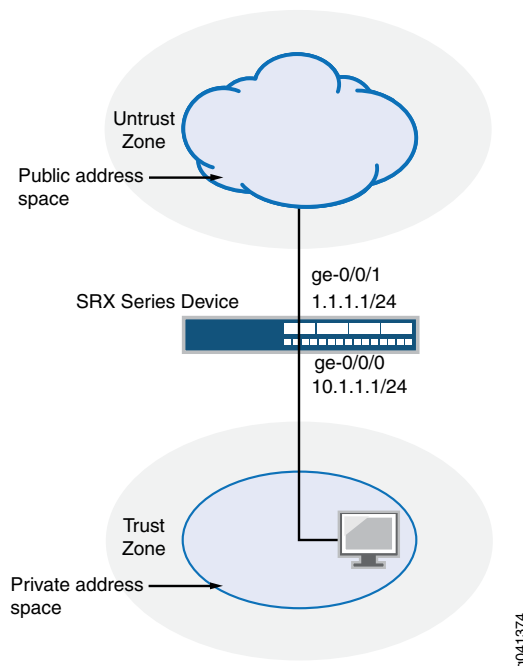 Untrust
Zone
Public address
space
ge-0/0/1
SRX Series Device
1.1.1.1/24
ge-0/0/0
10.1.1.1/24
Trust
Zone
Private address
space
g041374